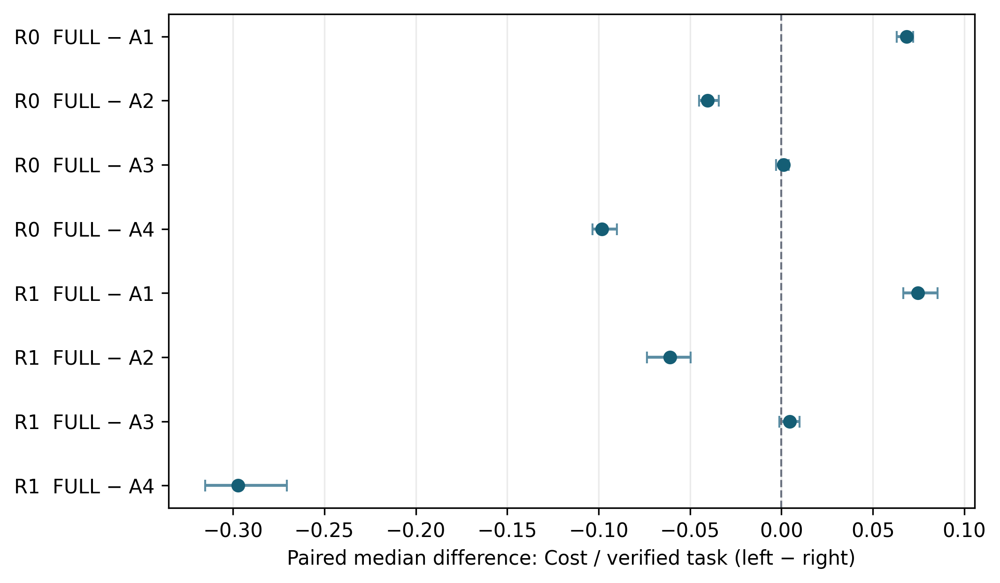 R0 FULL − A1
R0 FULL − A2
R0 FULL − A3
R0 FULL − A4
R1 FULL − A1
R1 FULL − A2
R1 FULL − A3
R1 FULL − A4
−0.30 −0.25 −0.20 −0.15 −0.10 −0.05 0.00 0.05 0.10
Paired median difference: Cost / verified task (left − right)